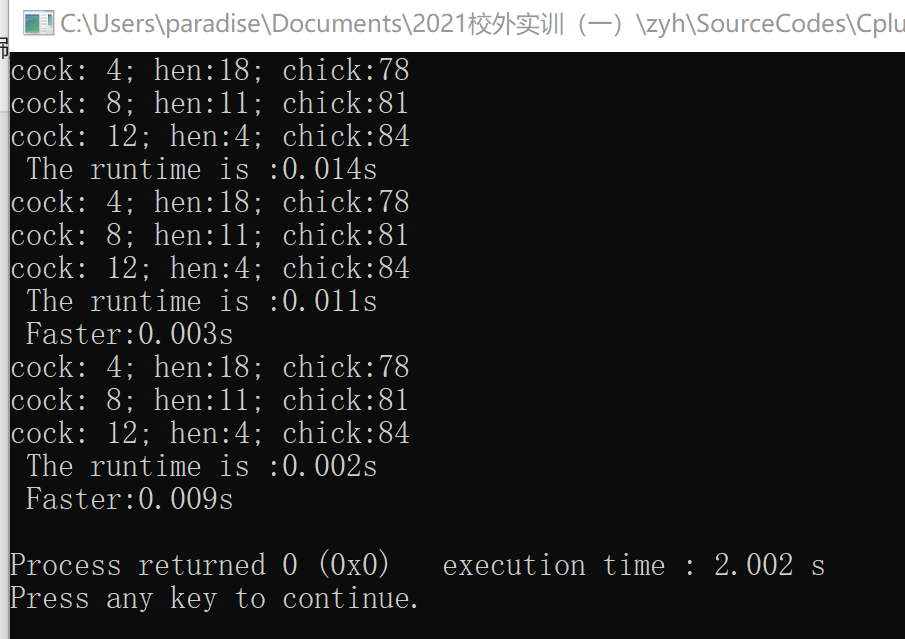 C:\Users\paradise\Documents\2021校外实训（一）\zyh\SourceCodes\Cplu
cock: 4; hen:18; chick:78
cock: 8; hen:11; chick:81
cock: 12; hen:4; chick:84
The runtime is :0.014s
cock: 4; hen:18; chick:78
cock: 8; hen:11; chick:81
cock: 12; hen:4; chick:84
The runtime is :0.011s
Faster:0.003s
cock: 4; hen:18; chick:78
cock: 8; hen:11; chick:81
cock: 12; hen:4; chick:84
The runtime is :0.002s
Faster:0.009s
Process returned 0 (0x0)   execution time : 2.002 s
Press any key to continue.